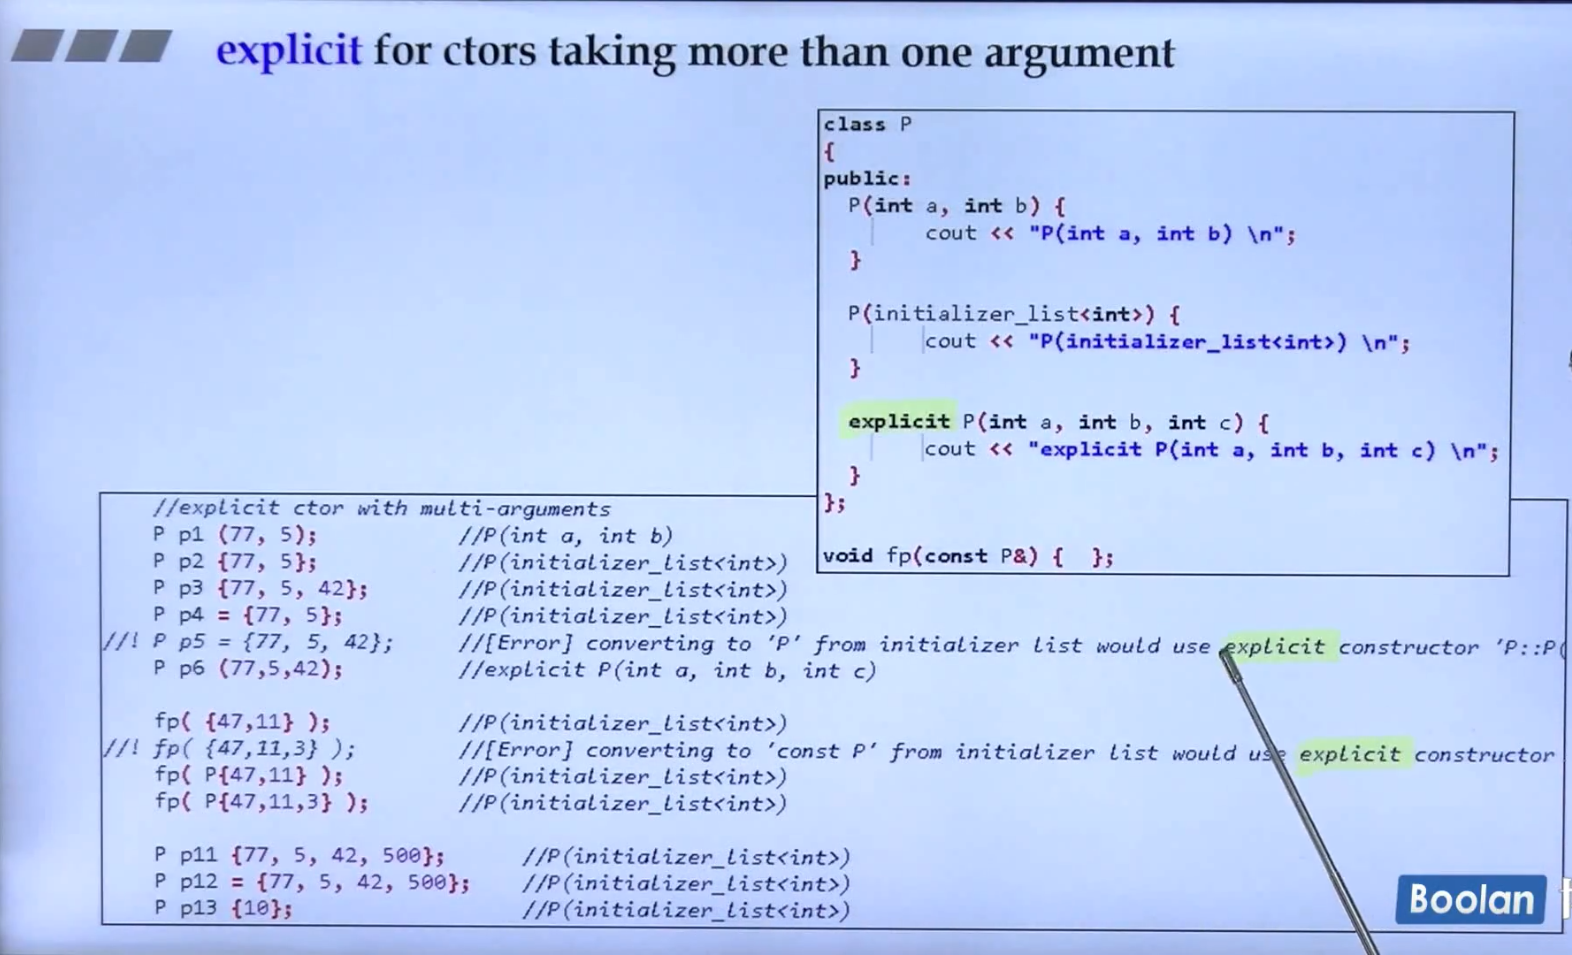 explicit for ctors taking more than one argument
class P
{
public:
P(int a, int b) {
cout << "P(int a, int b) \n";
}
P(initializer_list<int>) {
cout << "P(initializer_list<int>) \n";
}
explicit P(int a, int b, int c) {
cout << "explicit P(int a, int b, int c) \n";
}
};
void fp(const P&) { };
//explicit ctor with multi-arguments
P p1 (77, 5); //P(int a, int b)
P p2 {77, 5}; //P(initializer_list<int>)
P p3 {77, 5, 42}; //P(initializer_list<int>)
P p4 = {77, 5}; //P(initializer_list<int>)
//! P p5 = {77, 5, 42}; //[Error] converting to 'P' from initializer list would use explicit constructor 'P::P(
P p6 (77,5,42); //explicit P(int a, int b, int c)
fp( {47,11} ); //P(initializer_list<int>)
//! fp( {47,11,3} ); //[Error] converting to 'const P' from initializer list would use explicit constructor
fp( P{47,11} ); //P(initializer_list<int>)
fp( P{47,11,3} ); //P(initializer_list<int>)
P p11 {77, 5, 42, 500}; //P(initializer_list<int>)
P p12 = {77, 5, 42, 500}; //P(initializer_list<int>)
P p13 {10}; //P(initializer_list<int>)
Boolan